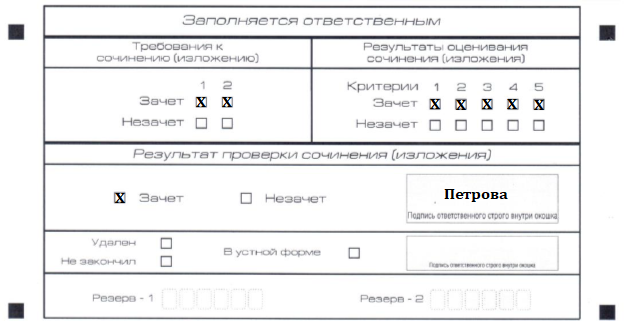 Заполняется ответственным
Требования к
сочинению (изложению)
1 2
Зачет X X
Незачет
Результаты оценивания
сочинения (изложения)
Критерии 1 2 3 4 5
Зачет X X X X X
Незачет
Результат проверки сочинения (изложения)
X Зачет Незачет
Петрова
Подпись ответственного строго внутри окошка
Удален
Не закончил
В устной форме
Подпись ответственного строго внутри окошка
Резерв - 1
Резерв - 2